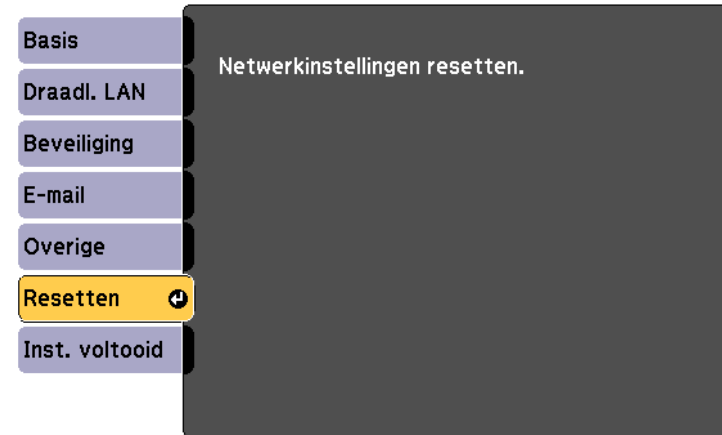 Basis
Draadl. LAN
Beveiliging
E-mail
Overige
Resetten
Inst. voltooid
Netwerkinstellingen resetten.